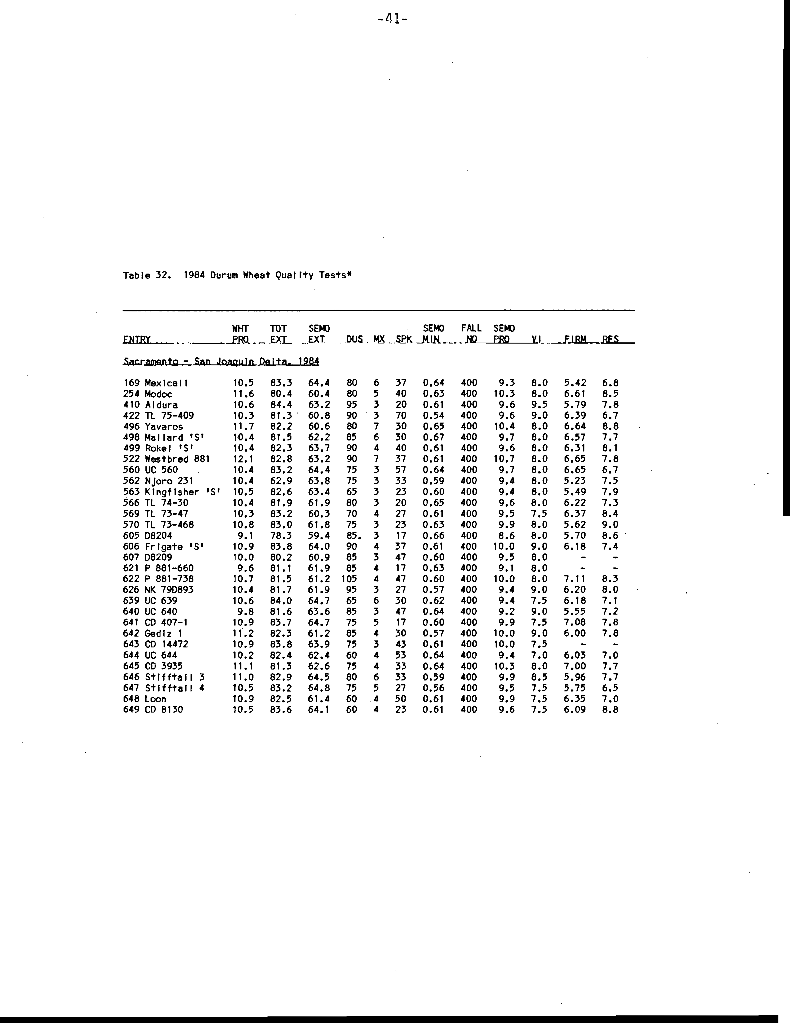 -41-
Table 32. 1984 Durum Wheat Quality Tests*
WHT TOT SEMO SEMO FALL SEMO
ENTRY PRO EXT EXT DUS MX SPK MIN NO PRO VI FIRM RES
Sacramento - San Joaquin Delta, 1984
169 Mexicali 10.5 83.3 64.4 80 6 37 0.64 400 9.3 8.0 5.42 6.8
254 Modoc 11.6 80.4 60.4 80 5 40 0.63 400 10.3 8.0 6.61 8.5
410 Aldura 10.6 84.4 63.2 95 3 20 0.61 400 9.6 9.5 5.79 7.8
422 TL 75-409 10.3 81.3 60.8 90 3 70 0.54 400 9.6 9.0 6.39 6.7
496 Yavaros 11.7 82.2 60.6 80 7 30 0.65 400 10.4 8.0 6.64 8.8
498 Mallard 'S' 10.4 81.5 62.2 85 6 30 0.67 400 9.7 8.0 6.57 7.7
499 Rokel 'S' 10.4 82.3 63.7 90 4 40 0.61 400 9.6 8.0 6.31 8.1
522 Westbred 881 12.1 82.8 63.2 90 7 37 0.61 400 10.7 8.0 6.65 7.8
560 UC 560 10.4 83.2 64.4 75 3 57 0.64 400 9.7 8.0 6.65 6.7
562 Njoro 231 10.4 82.9 63.8 75 3 33 0.59 400 9.4 8.0 5.23 7.5
563 Kingfisher 'S' 10.5 82.6 63.4 65 3 23 0.60 400 9.4 8.0 5.49 7.9
566 TL 74-30 10.4 81.9 61.9 80 3 20 0.65 400 9.6 8.0 6.22 7.3
569 TL 73-47 10.3 83.2 60.3 70 4 27 0.61 400 9.5 7.5 6.37 8.4
570 TL 73-468 10.8 83.0 61.8 75 3 23 0.63 400 9.9 8.0 5.62 9.0
605 D8204 9.1 78.3 59.4 85. 3 17 0.66 400 8.6 8.0 5.70 8.6
606 Frigate 'S' 10.9 83.8 64.0 90 4 37 0.61 400 10.0 9.0 6.18 7.4
607 D8209 10.0 80.2 60.9 85 3 47 0.60 400 9.5 8.0 - -
621 P 881-660 9.6 81.1 61.9 85 4 17 0.63 400 9.1 8.0 - -
622 P 881-738 10.7 81.5 61.2 105 4 47 0.60 400 10.0 8.0 7.11 8.3
626 NK 79D893 10.4 81.7 61.9 95 3 27 0.57 400 9.4 9.0 6.20 8.0
639 UC 639 10.6 84.0 64.7 65 6 30 0.62 400 9.4 7.5 6.18 7.1
640 UC 640 9.8 81.6 63.6 85 3 47 0.64 400 9.2 9.0 5.55 7.2
641 CD 407-1 10.9 83.7 64.7 75 5 17 0.60 400 9.9 7.5 7.08 7.8
642 Gediz 1 11.2 82.3 61.2 85 4 30 0.57 400 10.0 9.0 6.00 7.8
643 CD 14472 10.9 83.8 63.9 75 3 43 0.61 400 10.0 7.5 - -
644 UC 644 10.2 82.4 62.4 60 4 53 0.64 400 9.4 7.0 6.03 7.0
645 CD 3935 11.1 81.3 62.6 75 4 33 0.64 400 10.3 8.0 7.00 7.7
646 Stifftail 3 11.0 82.9 64.5 80 6 33 0.59 400 9.9 8.5 5.96 7.7
647 Stifftail 4 10.5 83.2 64.8 75 5 27 0.56 400 9.5 7.5 5.75 6.5
648 Loon 10.9 82.5 61.4 60 4 50 0.61 400 9.9 7.5 6.35 7.0
649 CD 8130 10.5 83.6 64.1 60 4 23 0.61 400 9.6 7.5 6.09 8.8